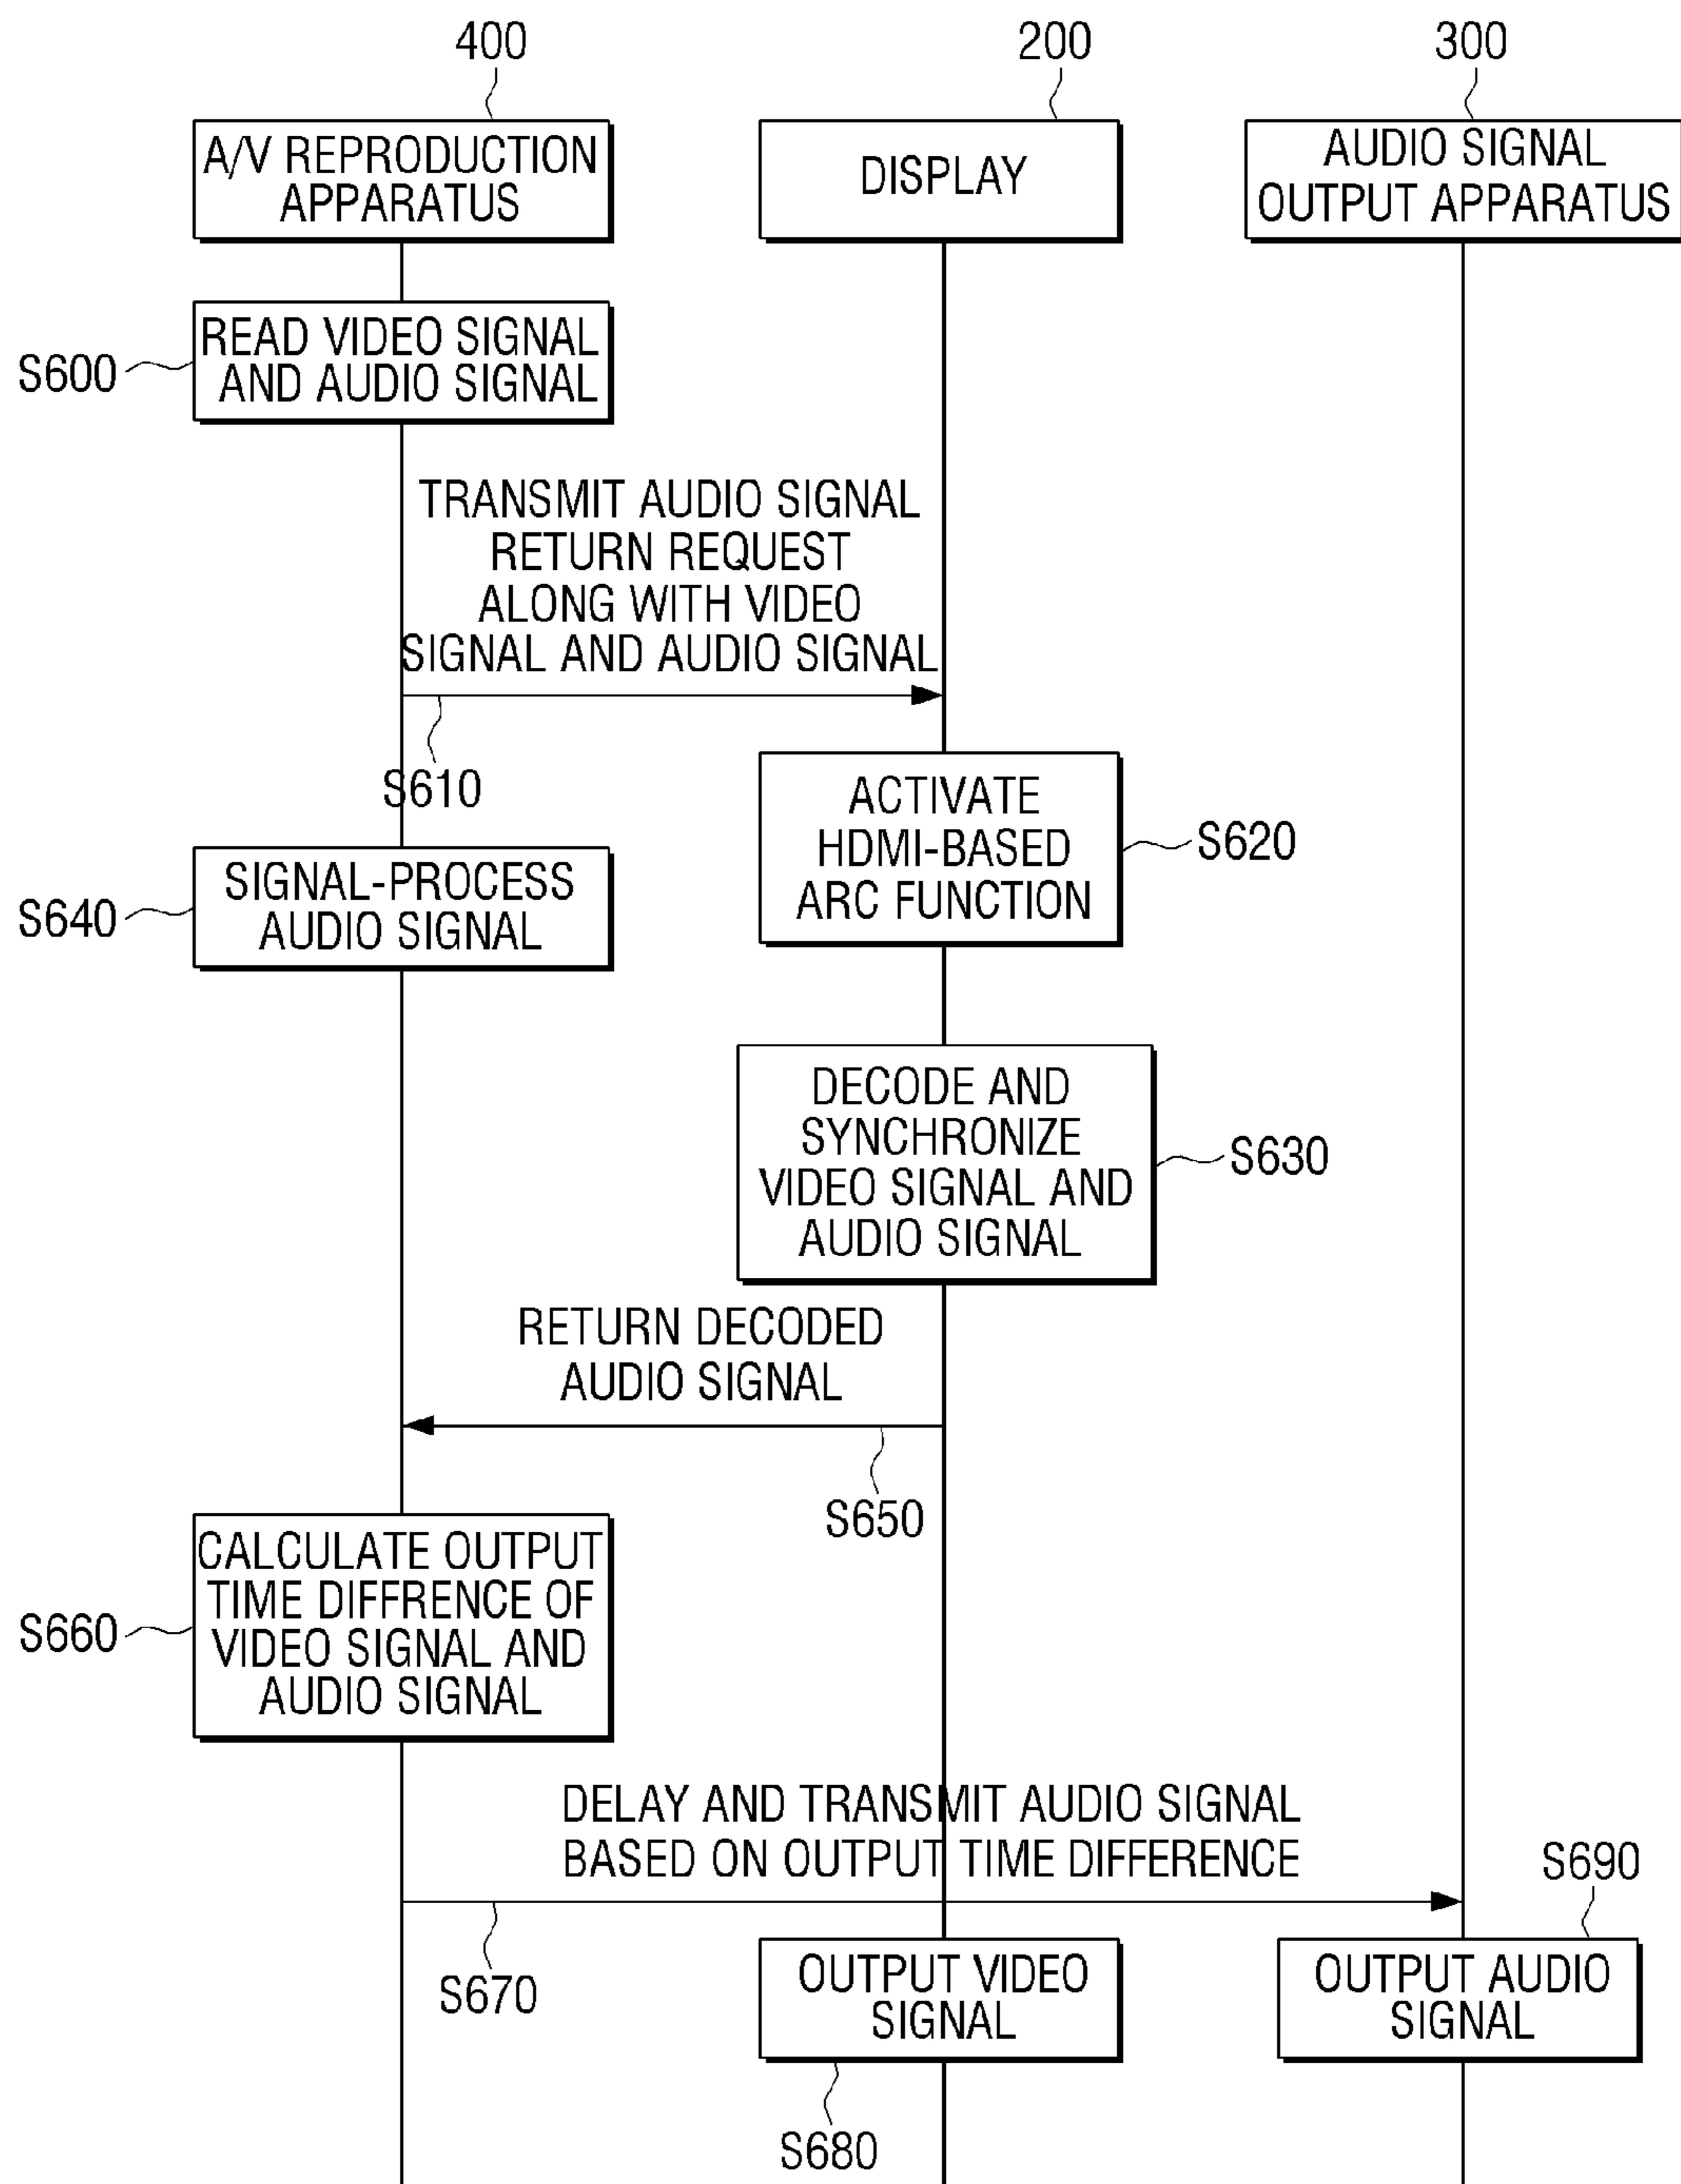 400
200
300
A/V REPRODUCTION
APPARATUS
DISPLAY
AUDIO SIGNAL
OUTPUT APPARATUS
S600
READ VIDEO SIGNAL
AND AUDIO SIGNAL
TRANSMIT AUDIO SIGNAL
RETURN REQUEST
ALONG WITH VIDEO
SIGNAL AND AUDIO SIGNAL
S610
ACTIVATE
HDMI-BASED
ARC FUNCTION
S620
S640
SIGNAL-PROCESS
AUDIO SIGNAL
DECODE AND
SYNCHRONIZE
VIDEO SIGNAL AND
AUDIO SIGNAL
S630
RETURN DECODED
AUDIO SIGNAL
S650
S660
CALCULATE OUTPUT
TIME DIFFRENCE OF
VIDEO SIGNAL AND
AUDIO SIGNAL
DELAY AND TRANSMIT AUDIO SIGNAL
BASED ON OUTPUT TIME DIFFERENCE
S670
S690
OUTPUT VIDEO
SIGNAL
OUTPUT AUDIO
SIGNAL
S680